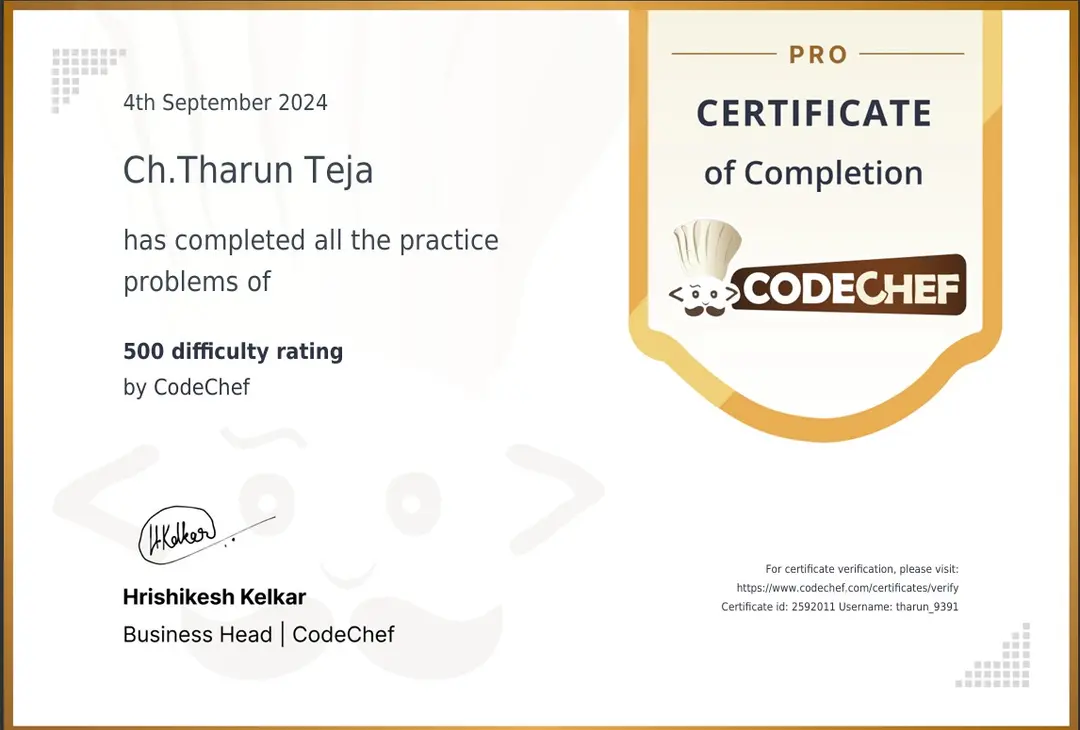 4th September 2024
Ch.Tharun Teja
has completed all the practice
problems of
500 difficulty rating
by CodeChef
H.Kelkar
Hrishikesh Kelkar
Business Head | CodeChef
PRO
CERTIFICATE
of Completion
CODECHEF
For certificate verification, please visit:
https://www.codechef.com/certificates/verify
Certificate id: 2592011 Username: tharun_9391